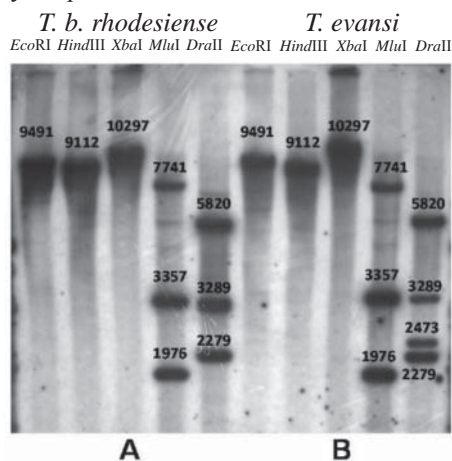 T. b. rhodesiense T. evansi
EcoRI HindIII XbaI MluI DraII EcoRI HindIII XbaI MluI DraII
9491 9112 10297 7741 5820 9491 9112 10297 7741 5820
3357 3289 3357 3289
2473
1976 2279 1976 2279
A B